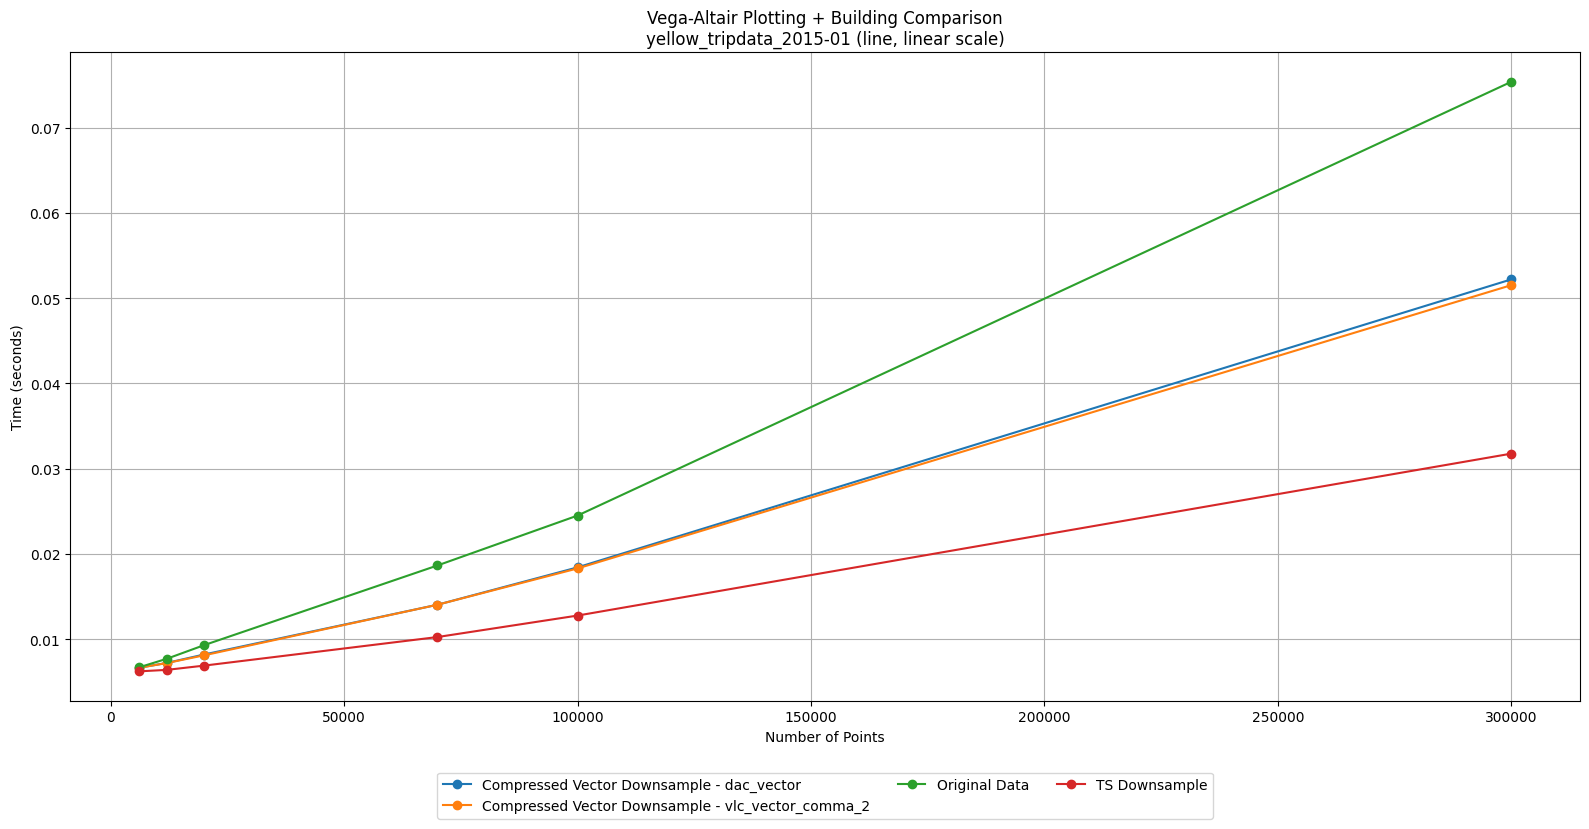 Vega-Altair Plotting + Building Comparison
yellow_tripdata_2015-01 (line, linear scale)
Time (seconds)
0.07
0.06
0.05
0.04
0.03
0.02
0.01
0 50000 100000 150000 200000 250000 300000
Number of Points
Compressed Vector Downsample - dac_vector Original Data TS Downsample
Compressed Vector Downsample - vlc_vector_comma_2